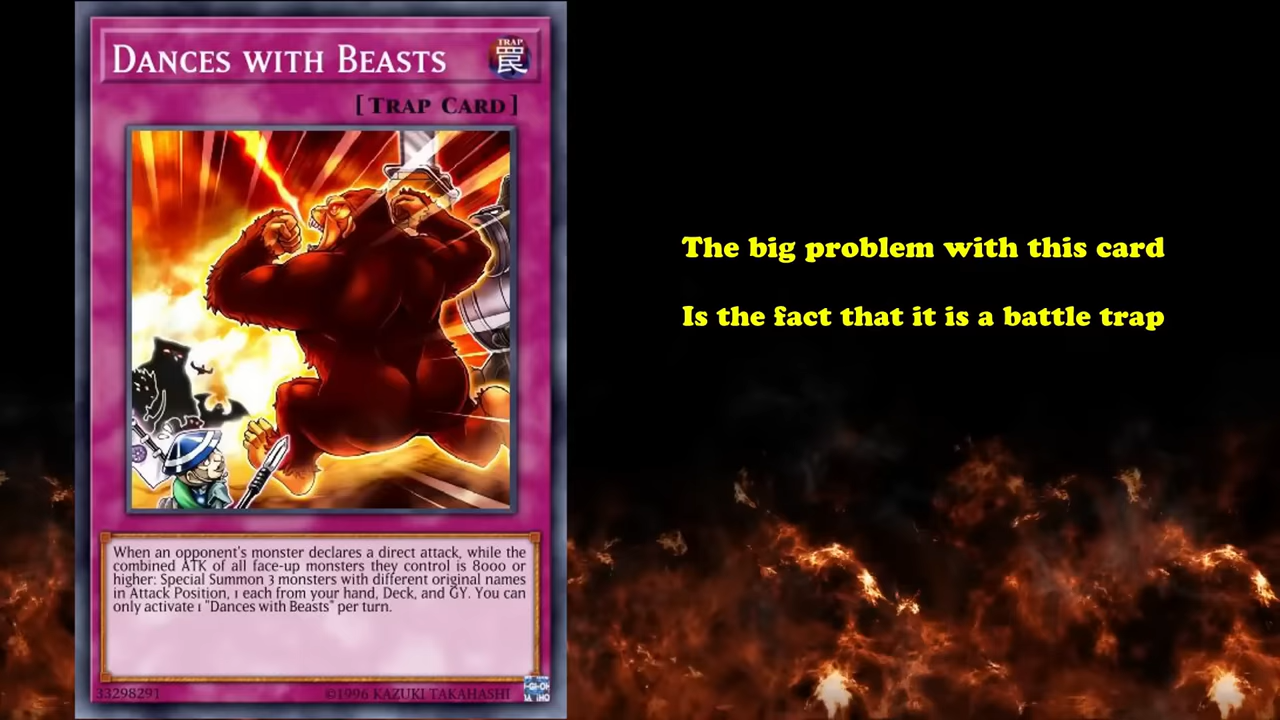 Dances with Beasts
TRAP
罠
[Trap Card]
The big problem with this card
Is the fact that it is a battle trap
When an opponent's monster declares a direct attack, while the
combined ATK of all face-up monsters they control is 8000 or
higher: Special Summon 3 monsters with different original names
in Attack Position, 1 each from your hand, Deck, and GY. You can
only activate 1 "Dances with Beasts" per turn.
33298291
©1996 KAZUKI TAKAHASHI